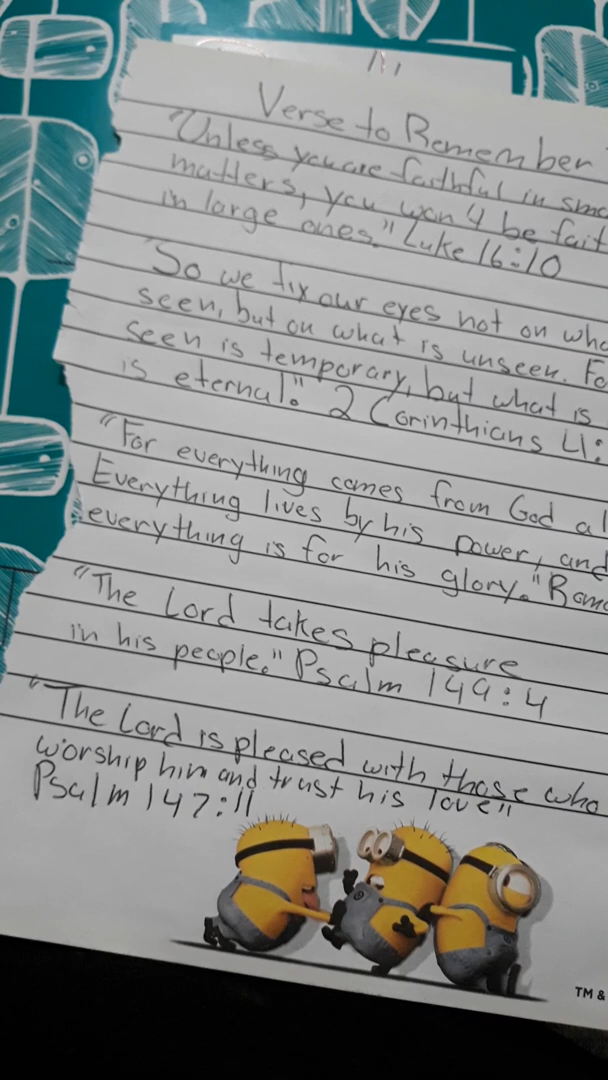 Verse to Remember
"Unless you are faithful in sma
matters, you won't be fait
in large ones." Luke 16:10
"So we fix our eyes not on wha
seen, but on what is unseen. Fo
seen is temporary, but what is
is eternal." 2 Corinthians 4:
"For everything comes from God al
Everything lives by his power, and
everything is for his glory." Roma
"The Lord takes pleasure
in his people." Psalm 149:4
"The Lord is pleased with those who
worship him and trust his love"
Psalm 147:11
TM &